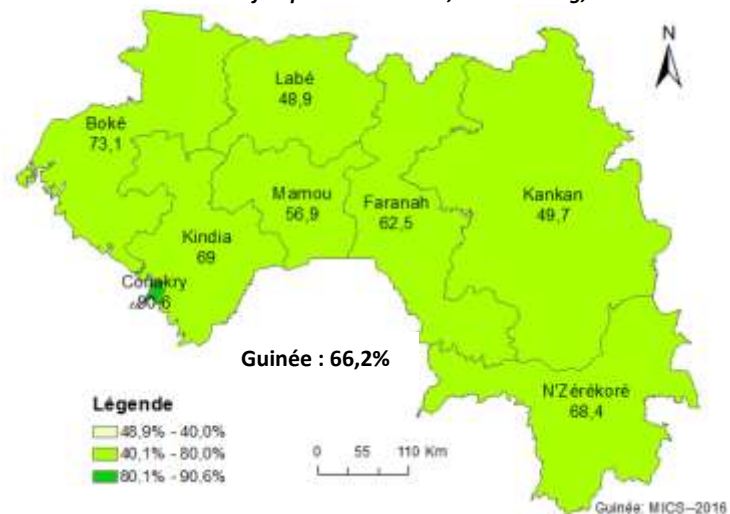 N
Labé
48,9
Boké
73,1
Mamou
56,9
Faranah
62,5
Kankan
49,7
Kindia
69
Conakry
90,6
Guinée : 66,2%
N'Zérékoré
68,4
Légende
48,9% - 40,0%
40,1% - 80,0%
80,1% - 90,6%
0 55 110 Km
Guinée: MICS--2016